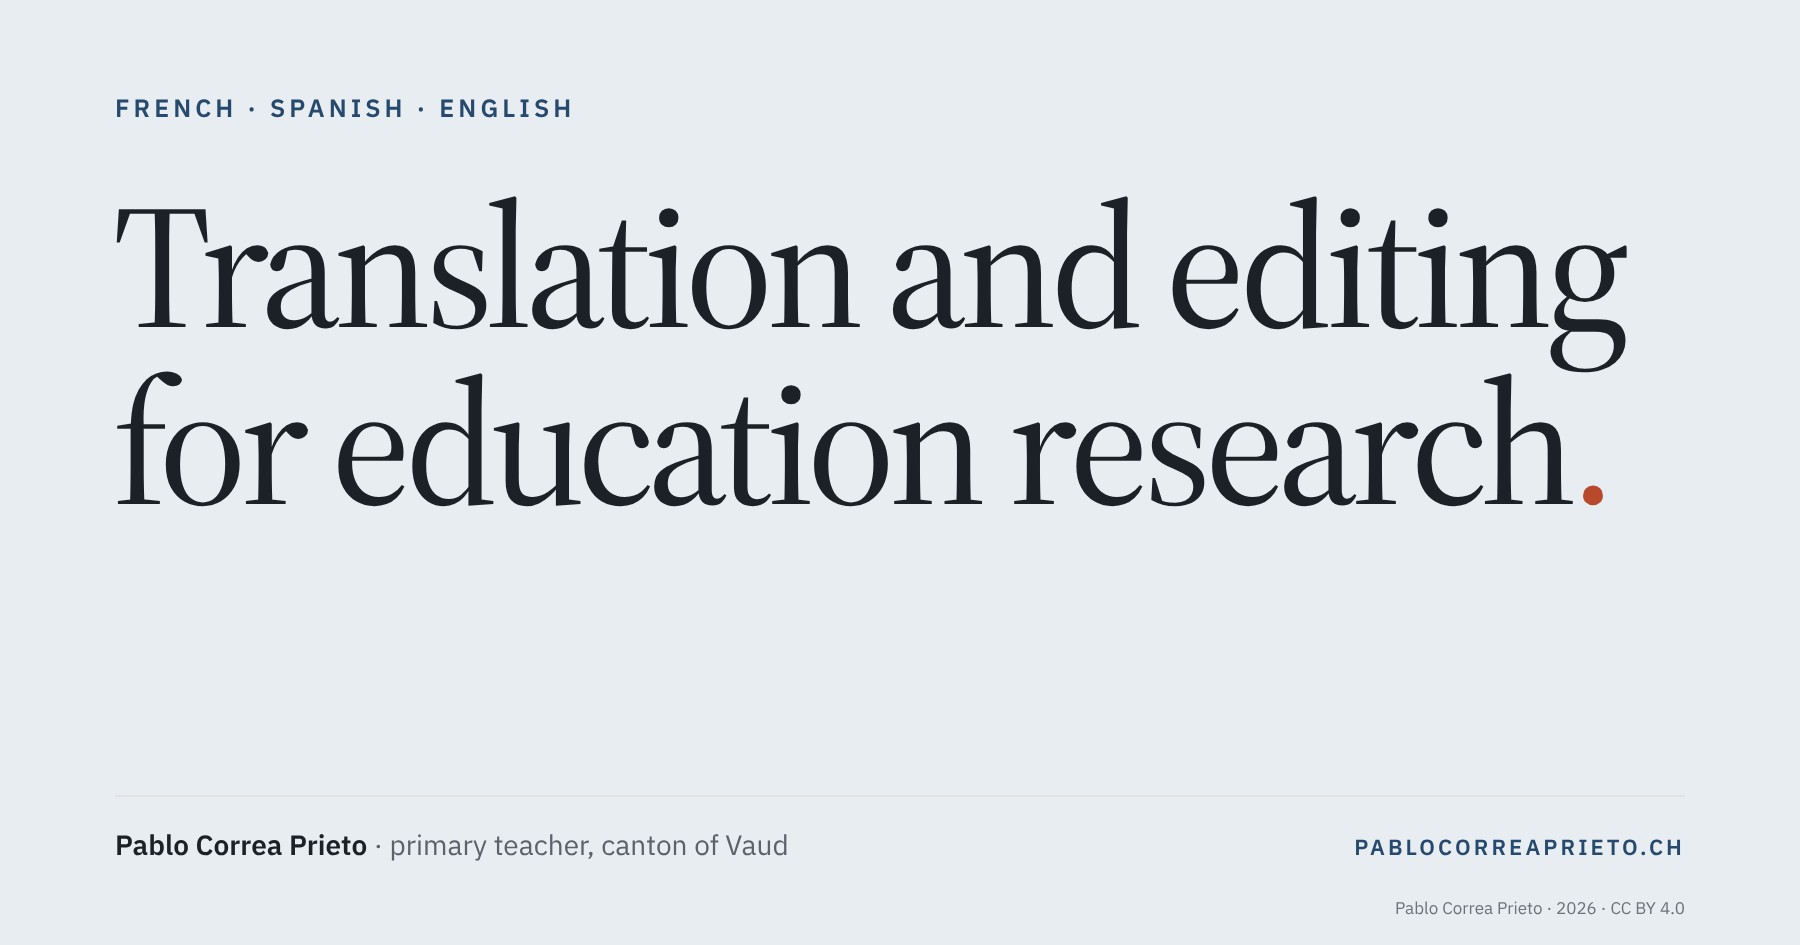 FRENCH · SPANISH · ENGLISH
Translation and editing
for education research.
Pablo Correa Prieto · primary teacher, canton of Vaud
PABLOCORREAPRIETO.CH
Pablo Correa Prieto · 2026 · CC BY 4.0